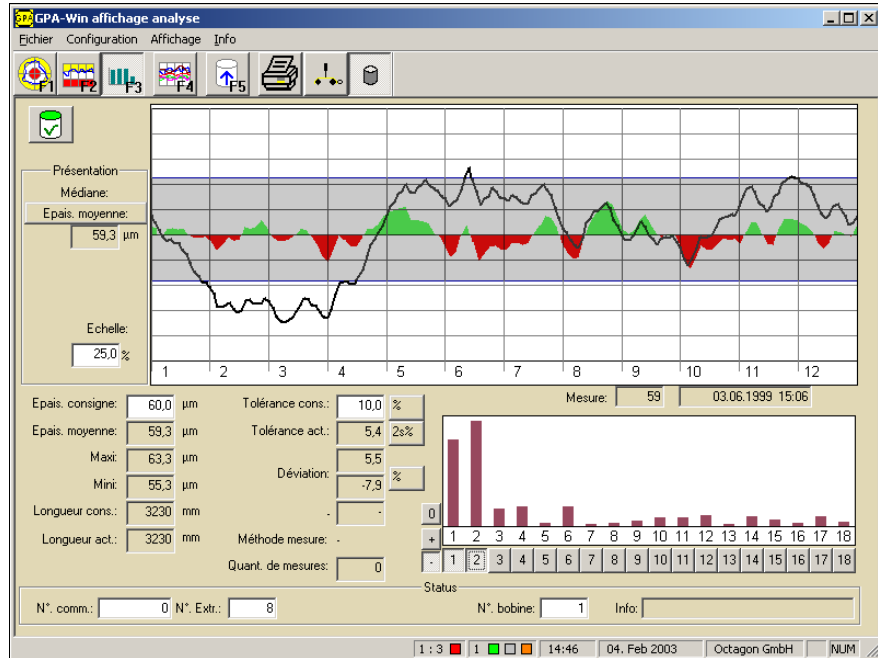 GPA-Win affichage analyse
Fichier Configuration Affichage Info
F1 F2 F3 F4 F5
Présentation
Médiane:
Epais. moyenne:
59,3 µm
Echelle:
25,0 %
1 2 3 4 5 6 7 8 9 10 11 12
Mesure: 59 03.06.1999 15:06
Epais. consigne: 60,0 µm Tolérance cons.: 10,0 %
Epais. moyenne: 59,3 µm Tolérance act.: 5,4 2s%
Maxi: 63,3 µm 5,5
Déviation: %
Mini: 55,3 µm -7,9
Longueur cons.: 3230 mm - - 0
1 2 3 4 5 6 7 8 9 10 11 12 13 14 15 16 17 18
Longueur act.: 3230 mm Méthode mesure: - +
- 1 2 3 4 5 6 7 8 9 10 11 12 13 14 15 16 17 18
Quant. de mesures: 0
Status
N°. comm.: 0 N°. Extr.: 8 N°. bobine: 1 Info:
1 : 3 1 14:46 04. Feb 2003 Octagon GmbH NUM